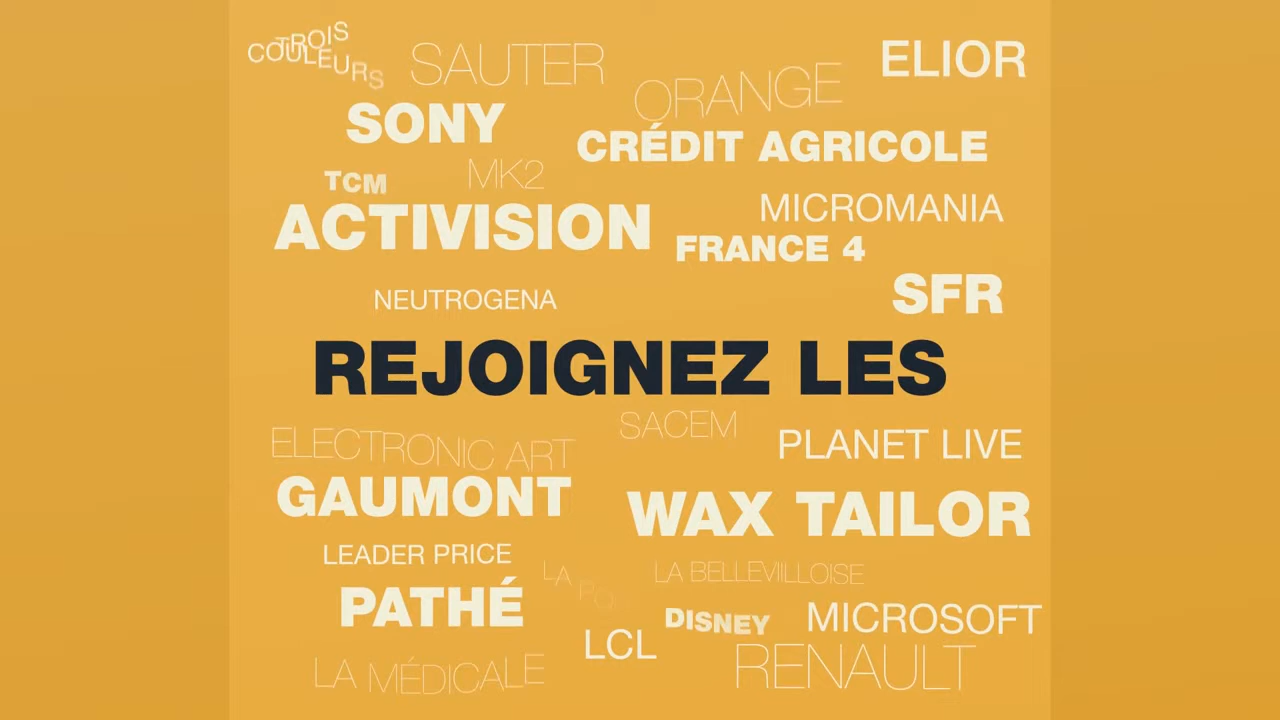 TROIS
COULEURS
SAUTER
ELIOR
ORANGE
SONY
CRÉDIT AGRICOLE
MK2
TCM
MICROMANIA
ACTIVISION
FRANCE 4
SFR
NEUTROGENA
REJOIGNEZ LES
SACEM
ELECTRONIC ART
PLANET LIVE
GAUMONT
WAX TAILOR
LEADER PRICE
LA
LA BELLEVILLOISE
PATHÉ
DISNEY
MICROSOFT
LCL
RENAULT
LA MÉDICALE